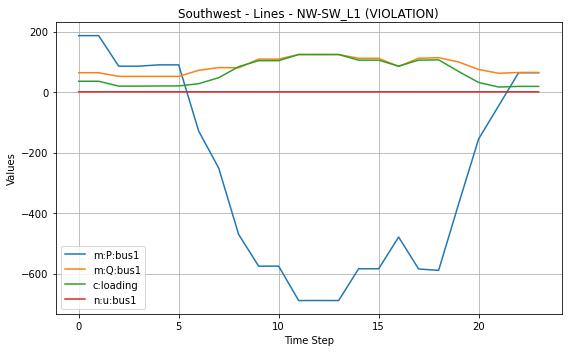 Southwest - Lines - NW-SW_L1 (VIOLATION)
200
0
−200
−400
−600
Values
m:P:bus1
m:Q:bus1
c:loading
n:u:bus1
0
5
10
15
20
Time Step